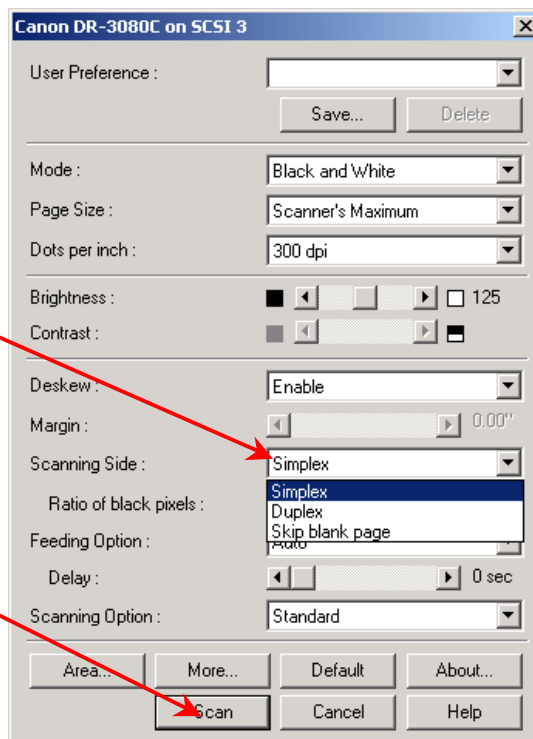 Canon DR-3080C on SCSI 3
User Preference :
Save... Delete
Mode : Black and White
Page Size : Scanner's Maximum
Dots per inch : 300 dpi
Brightness : 125
Contrast :
Deskew : Enable
Margin : 0.00"
Scanning Side : Simplex
Simplex
Ratio of black pixels : Duplex
Skip blank page
Feeding Option : Auto
Delay : 0 sec
Scanning Option : Standard
Area... More... Default About...
Scan Cancel Help